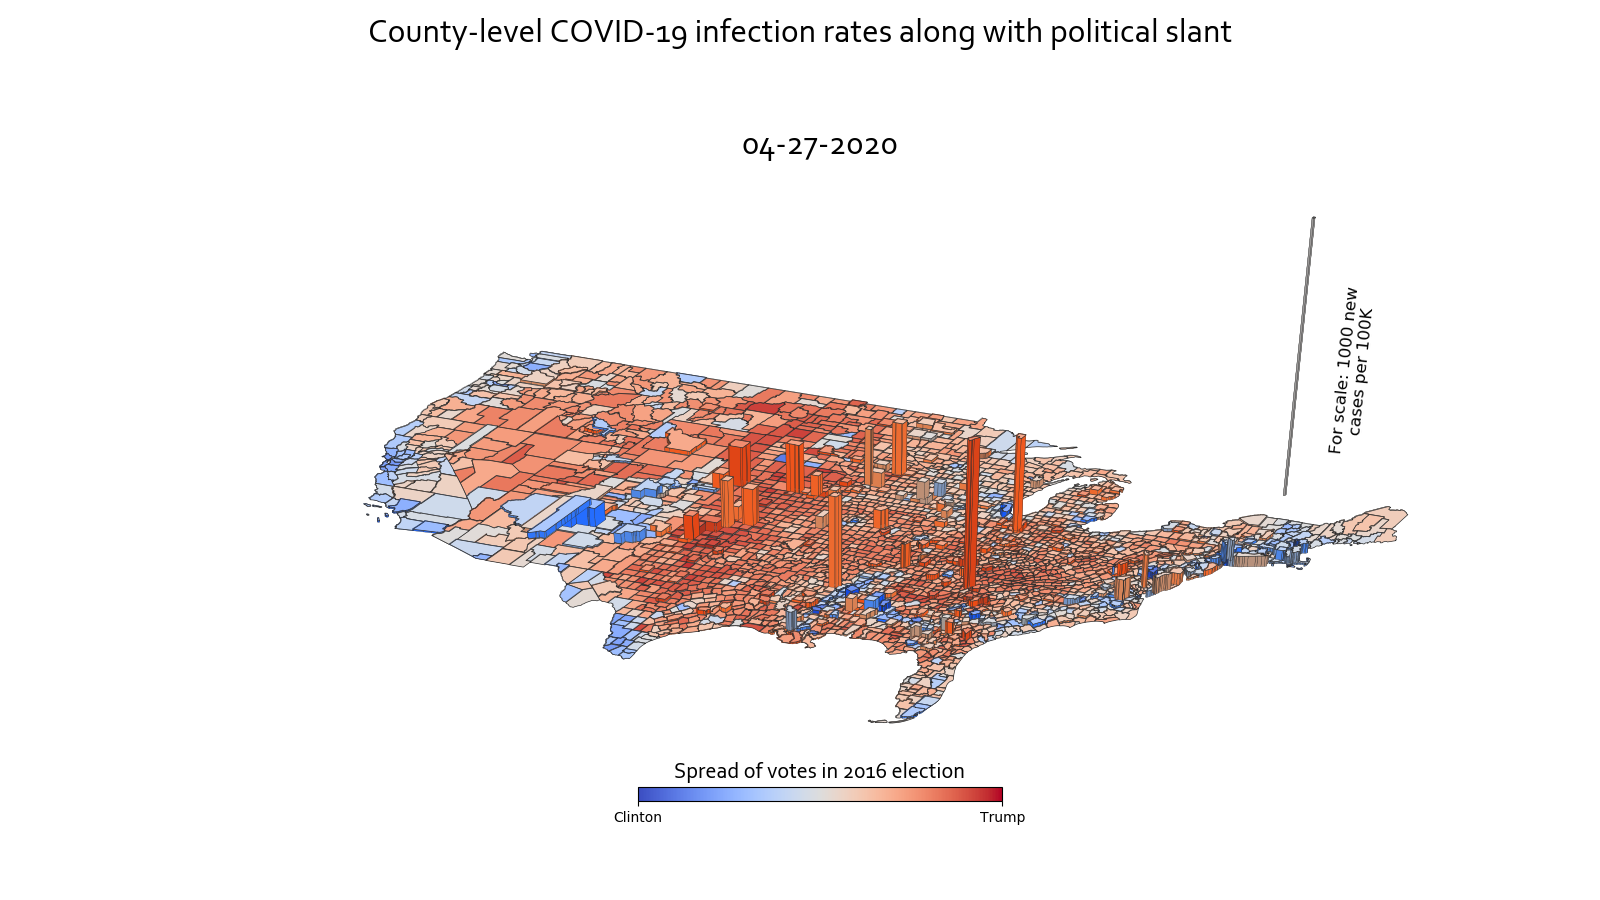 County-level COVID-19 infection rates along with political slant
04-27-2020
For scale: 1000 new
cases per 100K
Spread of votes in 2016 election
Clinton
Trump